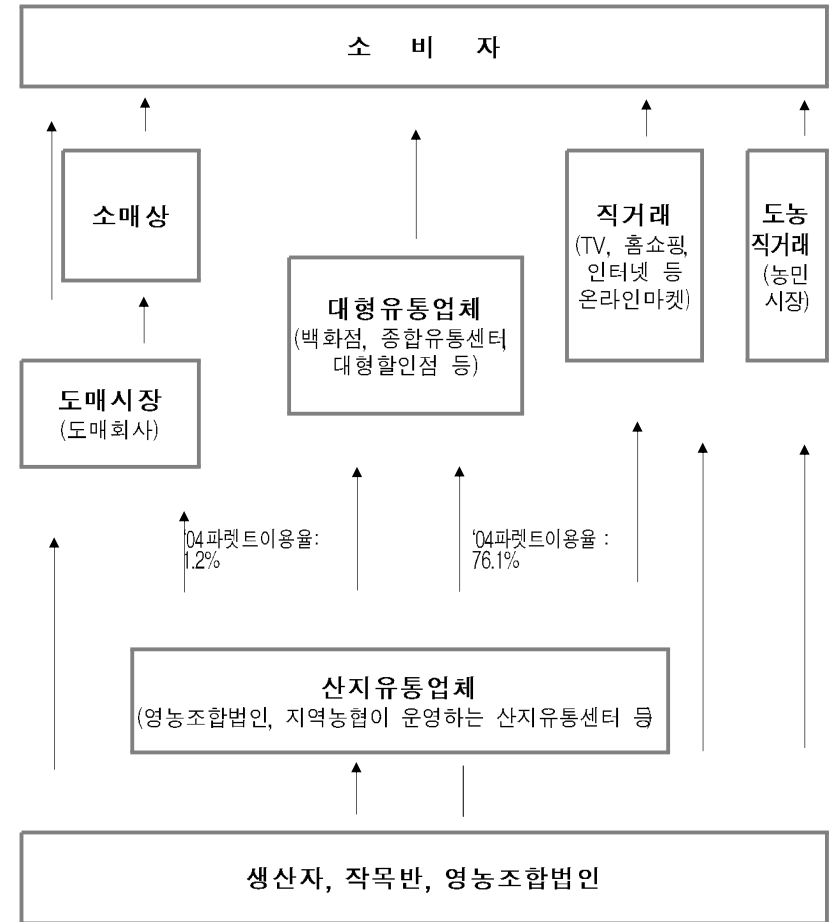 소 비 자
소매상
직거래
(TV, 홈쇼핑,
인터넷 등
온라인마켓)
도농
직거래
(농민
시장)
대형유통업체
(백화점, 종합유통센터,
대형할인점 등)
도매시장
(도매회사)
'04파렛트이용율:
1.2%
'04파렛트이용율 :
76.1%
산지유통업체
(영농조합법인, 지역농협이 운영하는 산지유통센터 등)
생산자, 작목반, 영농조합법인